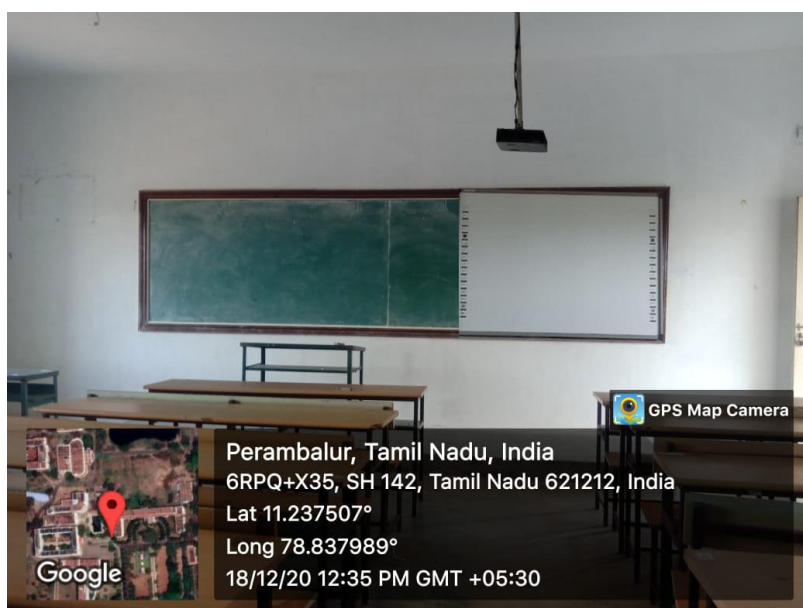 GPS Map Camera
Perambalur, Tamil Nadu, India
6RPQ+X35, SH 142, Tamil Nadu 621212, India
Lat 11.237507°
Long 78.837989°
18/12/20 12:35 PM GMT +05:30
Google